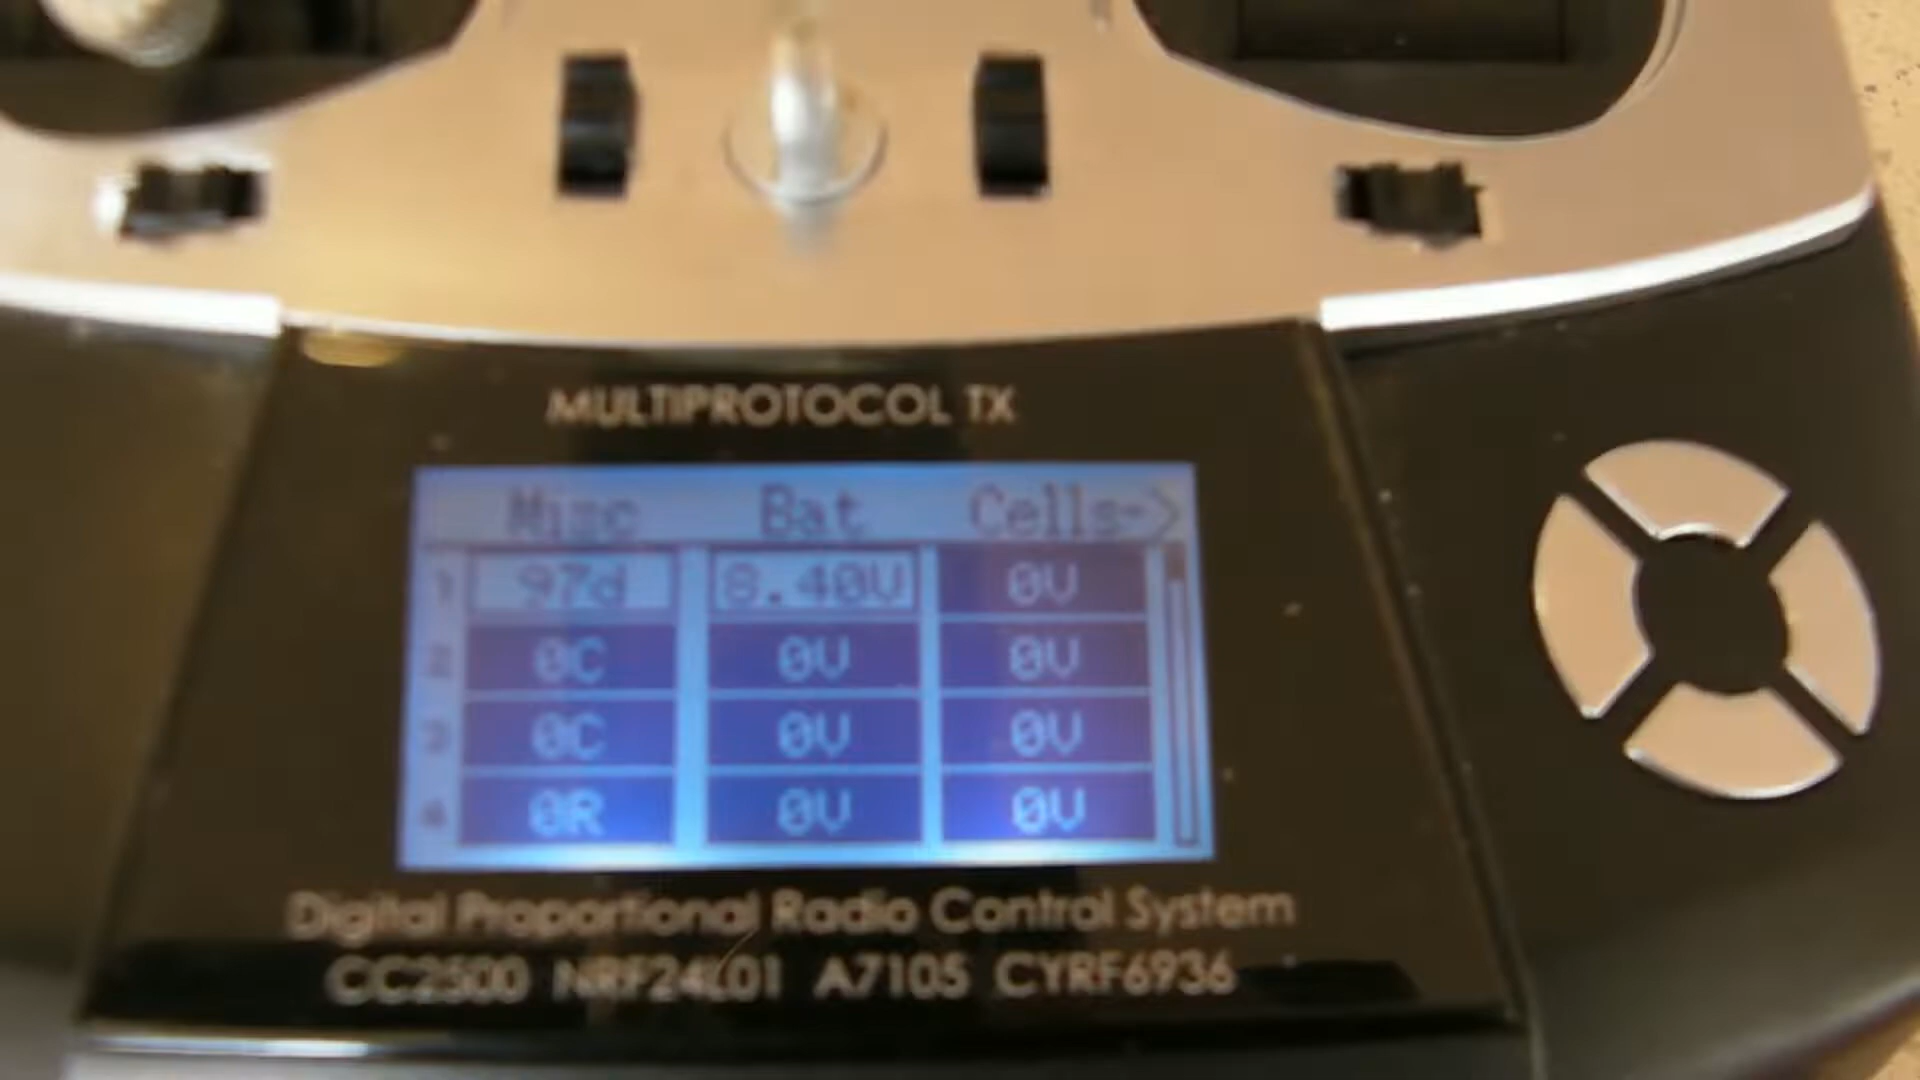 MULTIPROTOCOL TX
Misc Bat Cells->
1 97d 8.40V 0V
2 0C 0V 0V
3 0C 0V 0V
4 0R 0V 0V
Digital Proportional Radio Control System
CC2500 NRF24L01 A7105 CYRF6936